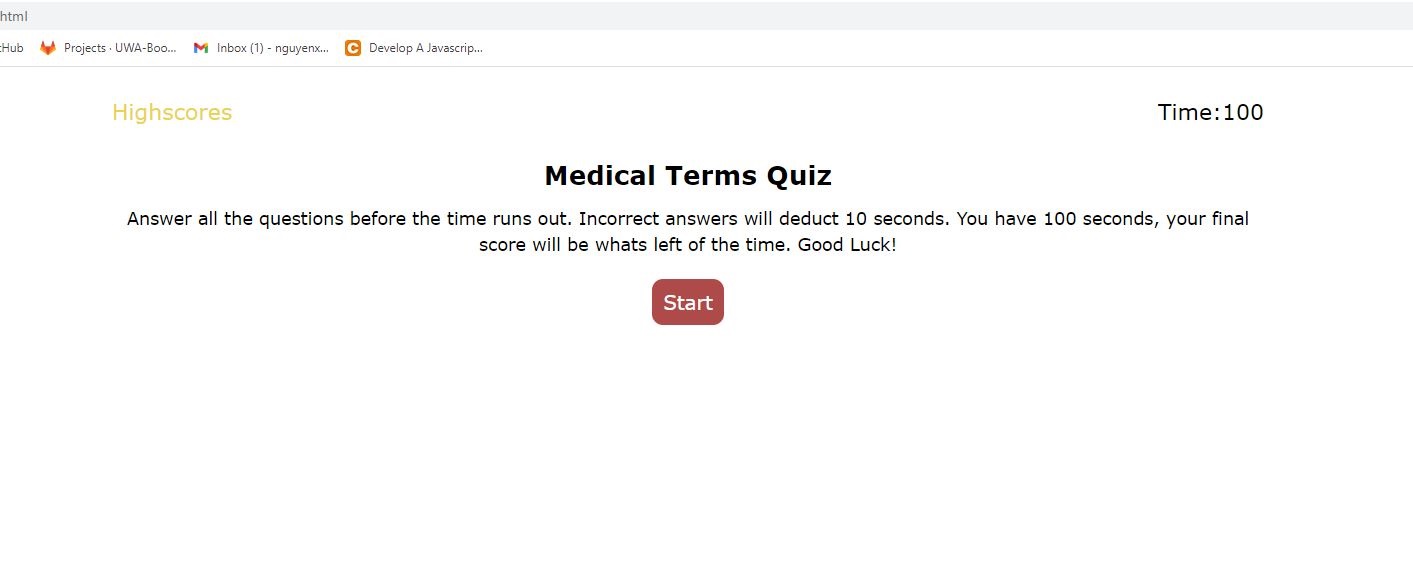 html
Hub Projects · UWA-Boo... Inbox (1) - nguyenx... Develop A Javascrip...
Highscores Time:100
Medical Terms Quiz
Answer all the questions before the time runs out. Incorrect answers will deduct 10 seconds. You have 100 seconds, your final
score will be whats left of the time. Good Luck!
Start